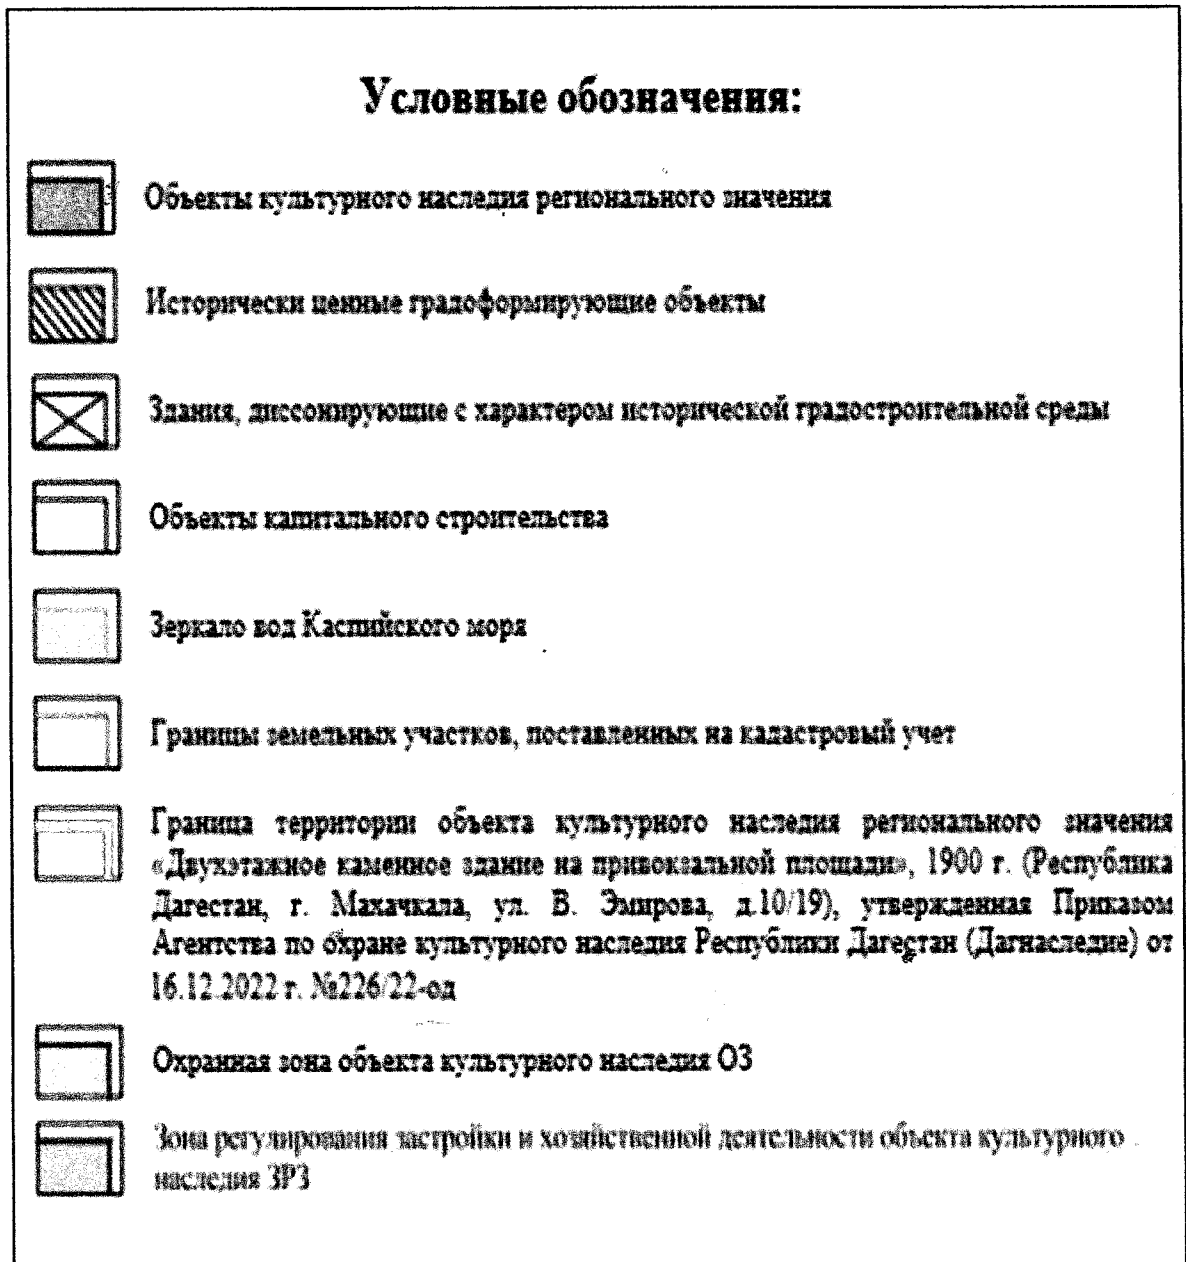 Условные обозначения:
Объекты культурного наследия регионального значения
Исторически ценные градоформирующие объекты
Здания, диссонирующие с характером исторической градостроительной среды
Объекты капитального строительства
Зеркало вод Каспийского моря
Границы земельных участков, поставленных на кадастровый учет
Граница территории объекта культурного наследия регионального значения
«Двухэтажное каменное здание на привокзальной площади», 1900 г. (Республика
Дагестан, г. Махачкала, ул. В. Эмирова, д.10/19), утвержденная Приказом
Агентства по охране культурного наследия Республики Дагестан (Дагнаследие) от
16.12.2022 г. №226/22-од
Охранная зона объекта культурного наследия ОЗ
Зона регулирования застройки и хозяйственной деятельности объекта культурного
наследия ЗРЗ